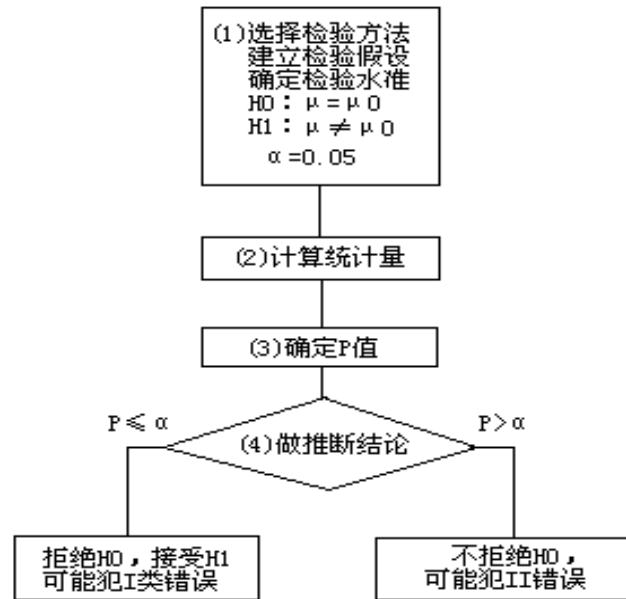 (1)选择检验方法
建立检验假设
确定检验水准
H0：μ=μ0
H1：μ≠μ0
α=0.05
(2)计算统计量
(3)确定P值
P≤α
P>α
(4)做推断结论
拒绝H0，接受H1
可能犯I类错误
不拒绝H0，
可能犯II错误